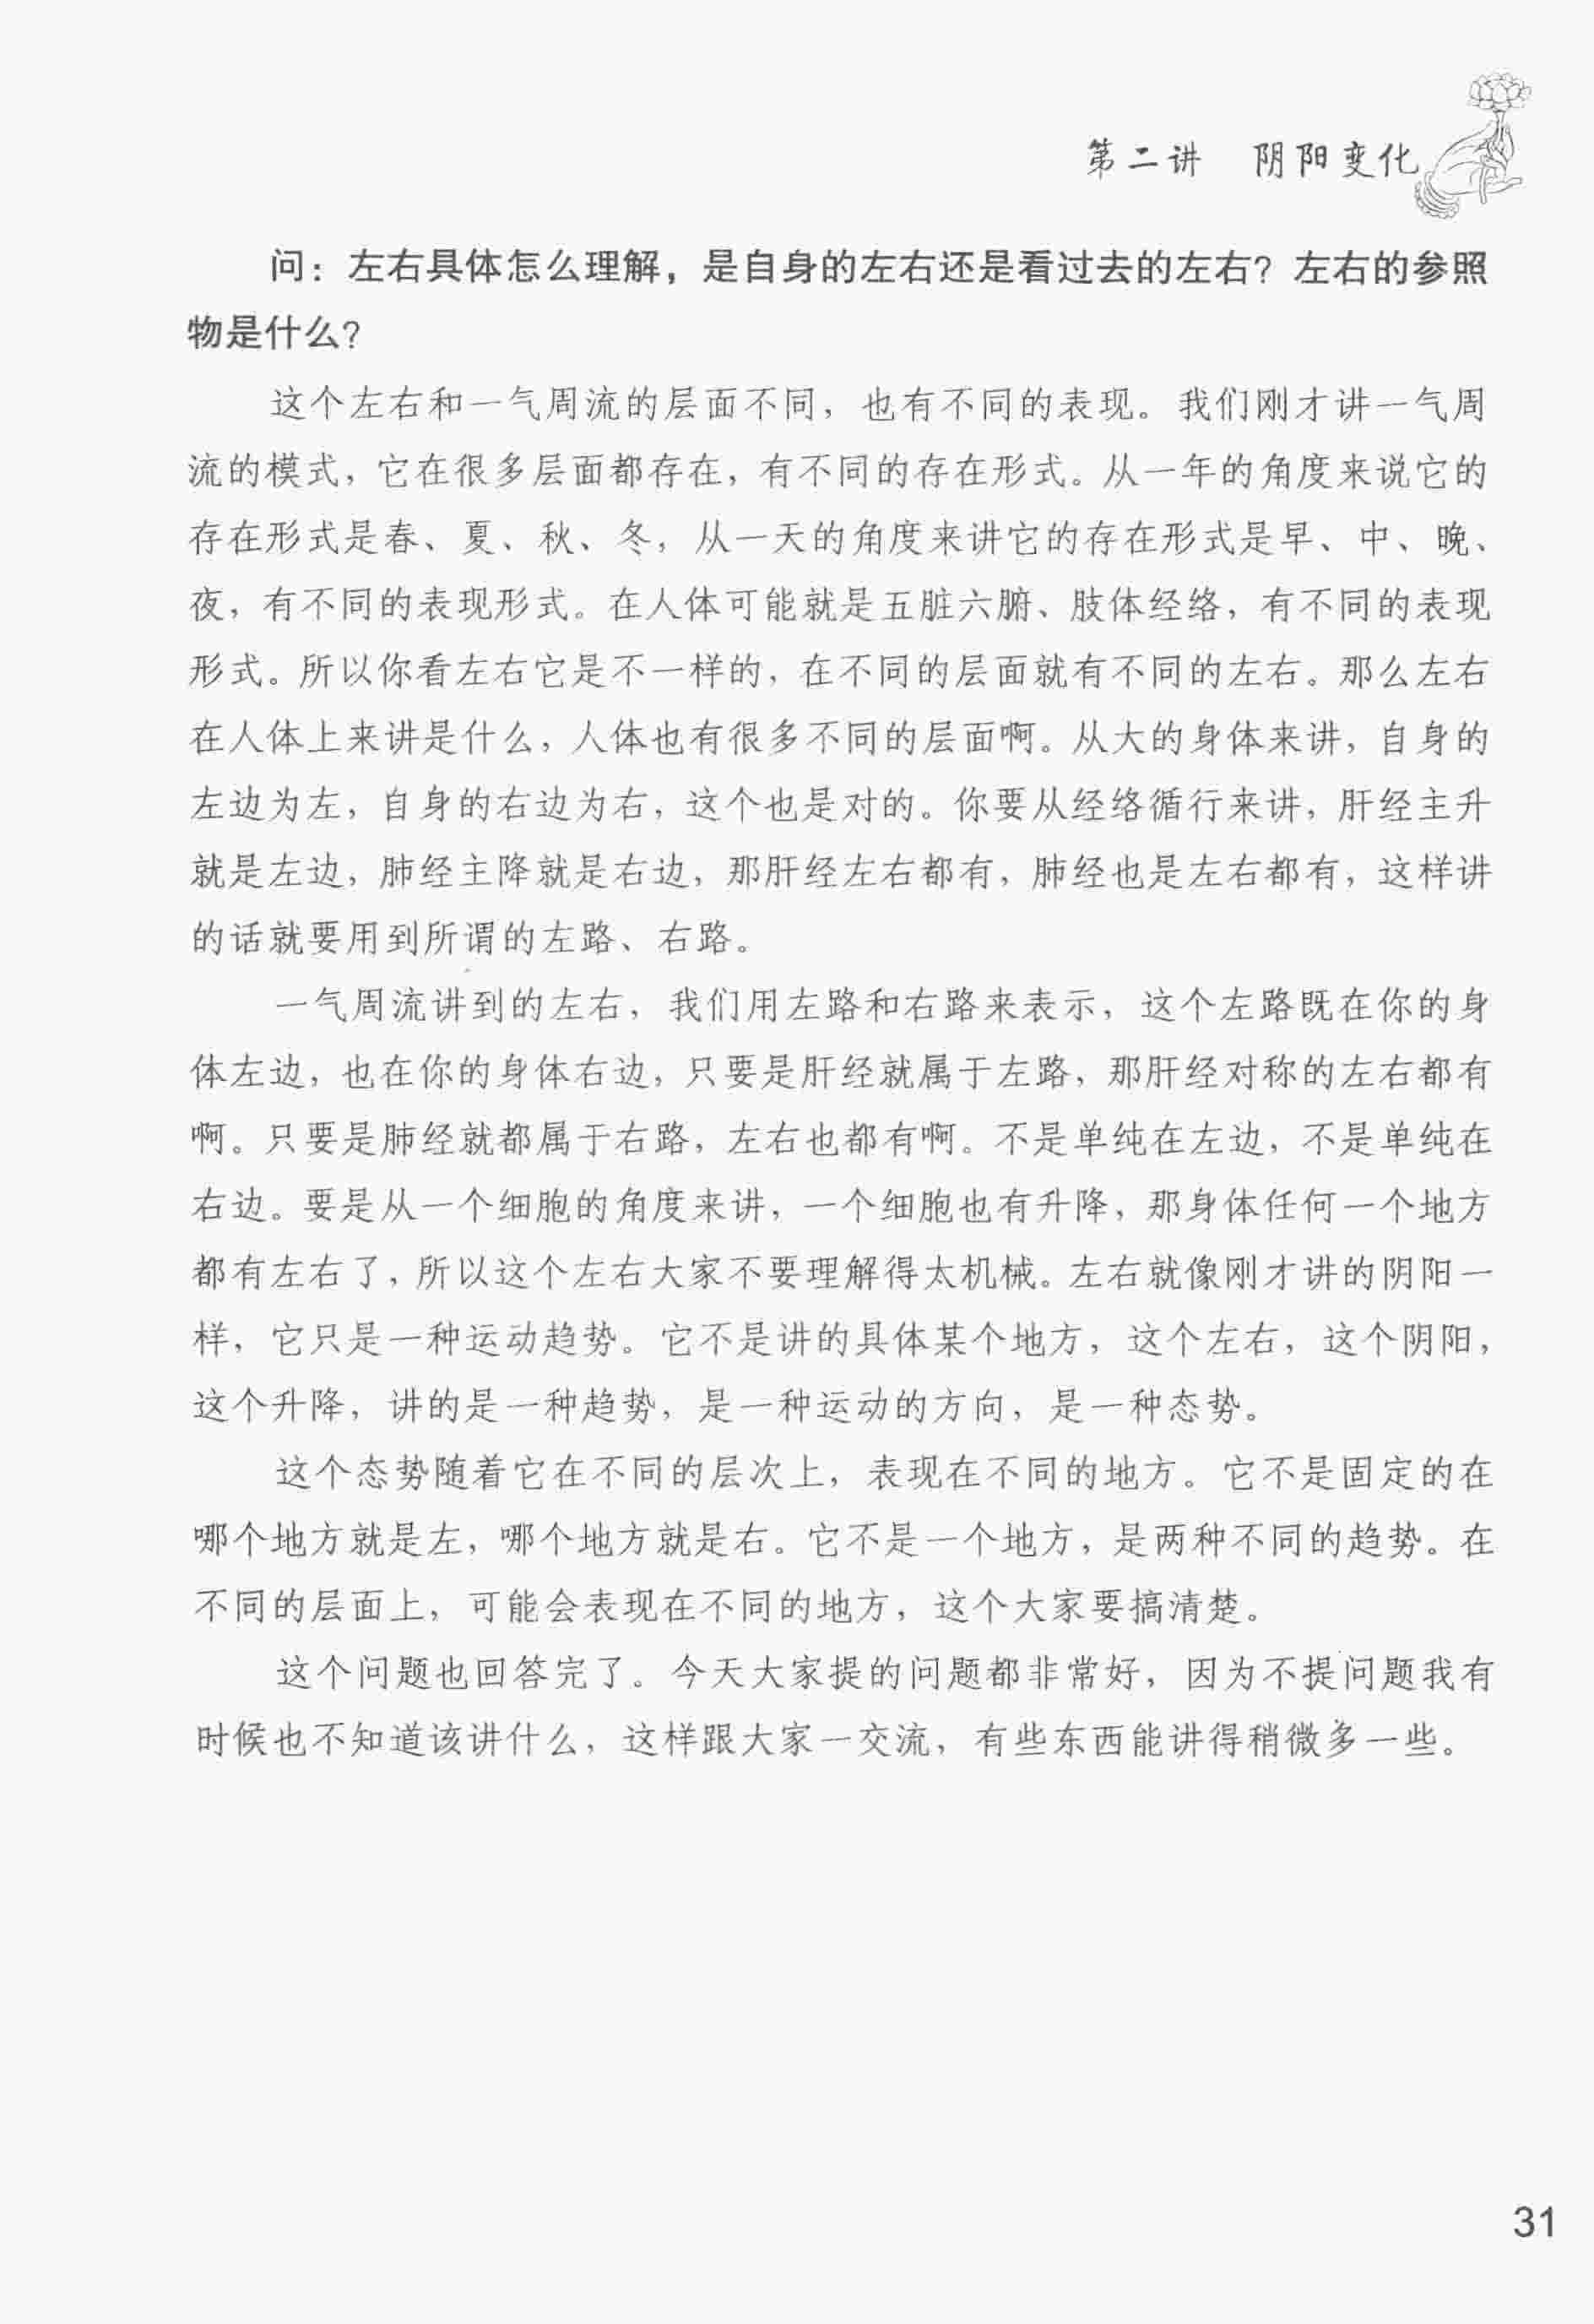 第二讲 阴阳变化
问：左右具体怎么理解，是自身的左右还是看过去的左右？左右的参照
物是什么？
这个左右和一气周流的层面不同，也有不同的表现。我们刚才讲一气周
流的模式，它在很多层面都存在，有不同的存在形式。从一年的角度来说它的
存在形式是春、夏、秋、冬，从一天的角度来讲它的存在形式是早、中、晚、
夜，有不同的表现形式。在人体可能就是五脏六腑、肢体经络，有不同的表现
形式。所以你看左右它是不一样的，在不同的层面就有不同的左右。那么左右
在人体上来讲是什么，人体也有很多不同的层面啊。从大的身体来讲，自身的
左边为左，自身的右边为右，这个也是对的。你要从经络循行来讲，肝经主升
就是左边，肺经主降就是右边，那肝经左右都有，肺经也是左右都有，这样讲
的话就要用到所谓的左路、右路。
一气周流讲到的左右，我们用左路和右路来表示，这个左路既在你的身
体左边，也在你的身体右边，只要是肝经就属于左路，那肝经对称的左右都有
啊。只要是肺经就都属于右路，左右也都有啊。不是单纯在左边，不是单纯在
右边。要是从一个细胞的角度来讲，一个细胞也有升降，那身体任何一个地方
都有左右了，所以这个左右大家不要理解得太机械。左右就像刚才讲的阴阳一
样，它只是一种运动趋势。它不是讲的具体某个地方，这个左右，这个阴阳，
这个升降，讲的是一种趋势，是一种运动的方向，是一种态势。
这个态势随着它在不同的层次上，表现在不同的地方。它不是固定的在
哪个地方就是左，哪个地方就是右。它不是一个地方，是两种不同的趋势。在
不同的层面上，可能会表现在不同的地方，这个大家要搞清楚。
这个问题也回答完了。今天大家提的问题都非常好，因为不提问题我有
时候也不知道该讲什么，这样跟大家一交流，有些东西能讲得稍微多一些。
31